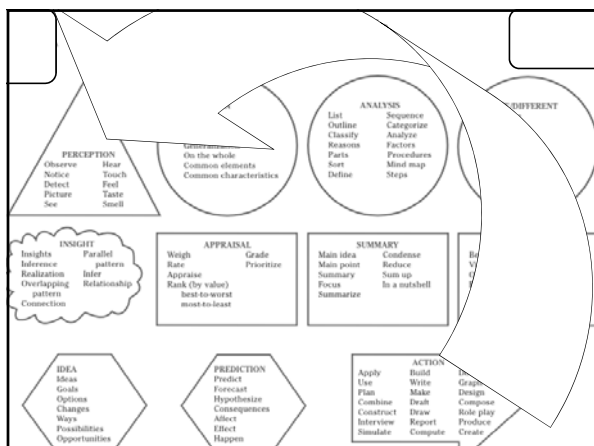 PERCEPTION
Observe Hear
Notice Touch
Detect Feel
Picture Taste
See Smell
On the whole
Common elements
Common characteristics
ANALYSIS
List Sequence
Outline Categorize
Classify Analyze
Reasons Factors
Parts Procedures
Sort Mind map
Define Steps
/DIFFERENT
INSIGHT
Insights Parallel
Inference pattern
Realization Infer
Overlapping Relationship
pattern
Connection
APPRAISAL
Weigh Grade
Rate Prioritize
Appraise
Rank (by value)
best-to-worst
most-to-least
SUMMARY
Main idea Condense
Main point Reduce
Summary Sum up
Focus In a nutshell
Summarize
IDEA
Ideas
Goals
Options
Changes
Ways
Possibilities
Opportunities
PREDICTION
Predict
Forecast
Hypothesize
Consequences
Affect
Effect
Happen
ACTION
Apply Build
Use Write Graph
Plan Make Design
Combine Draft Compose
Construct Draw Role play
Interview Report Produce
Simulate Compute Create